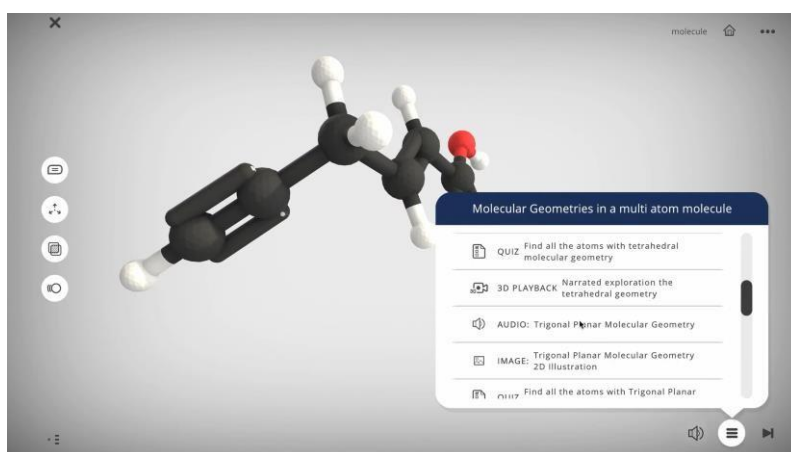 molecule
Molecular Geometries in a multi atom molecule
QUIZ Find all the atoms with tetrahedral
molecular geometry
3D PLAYBACK Narrated exploration the
tetrahedral geometry
AUDIO: Trigonal Planar Molecular Geometry
IMAGE: Trigonal Planar Molecular Geometry
2D Illustration
QUIZ Find all the atoms with Trigonal Planar